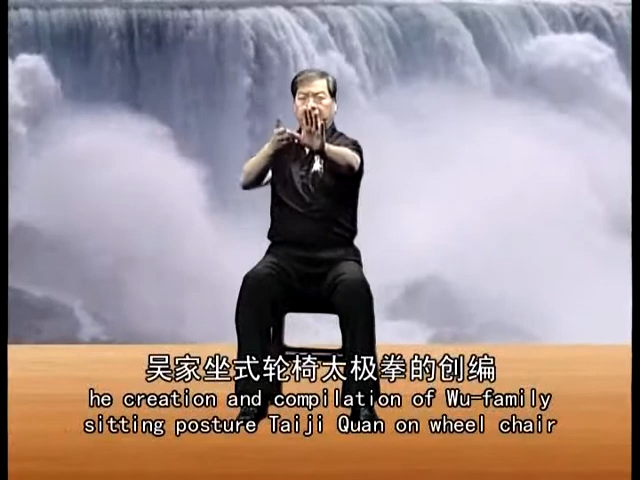 吴家坐式轮椅太极拳的创编
he creation and compilation of Wu-family
sitting posture Taiji Quan on wheel chair